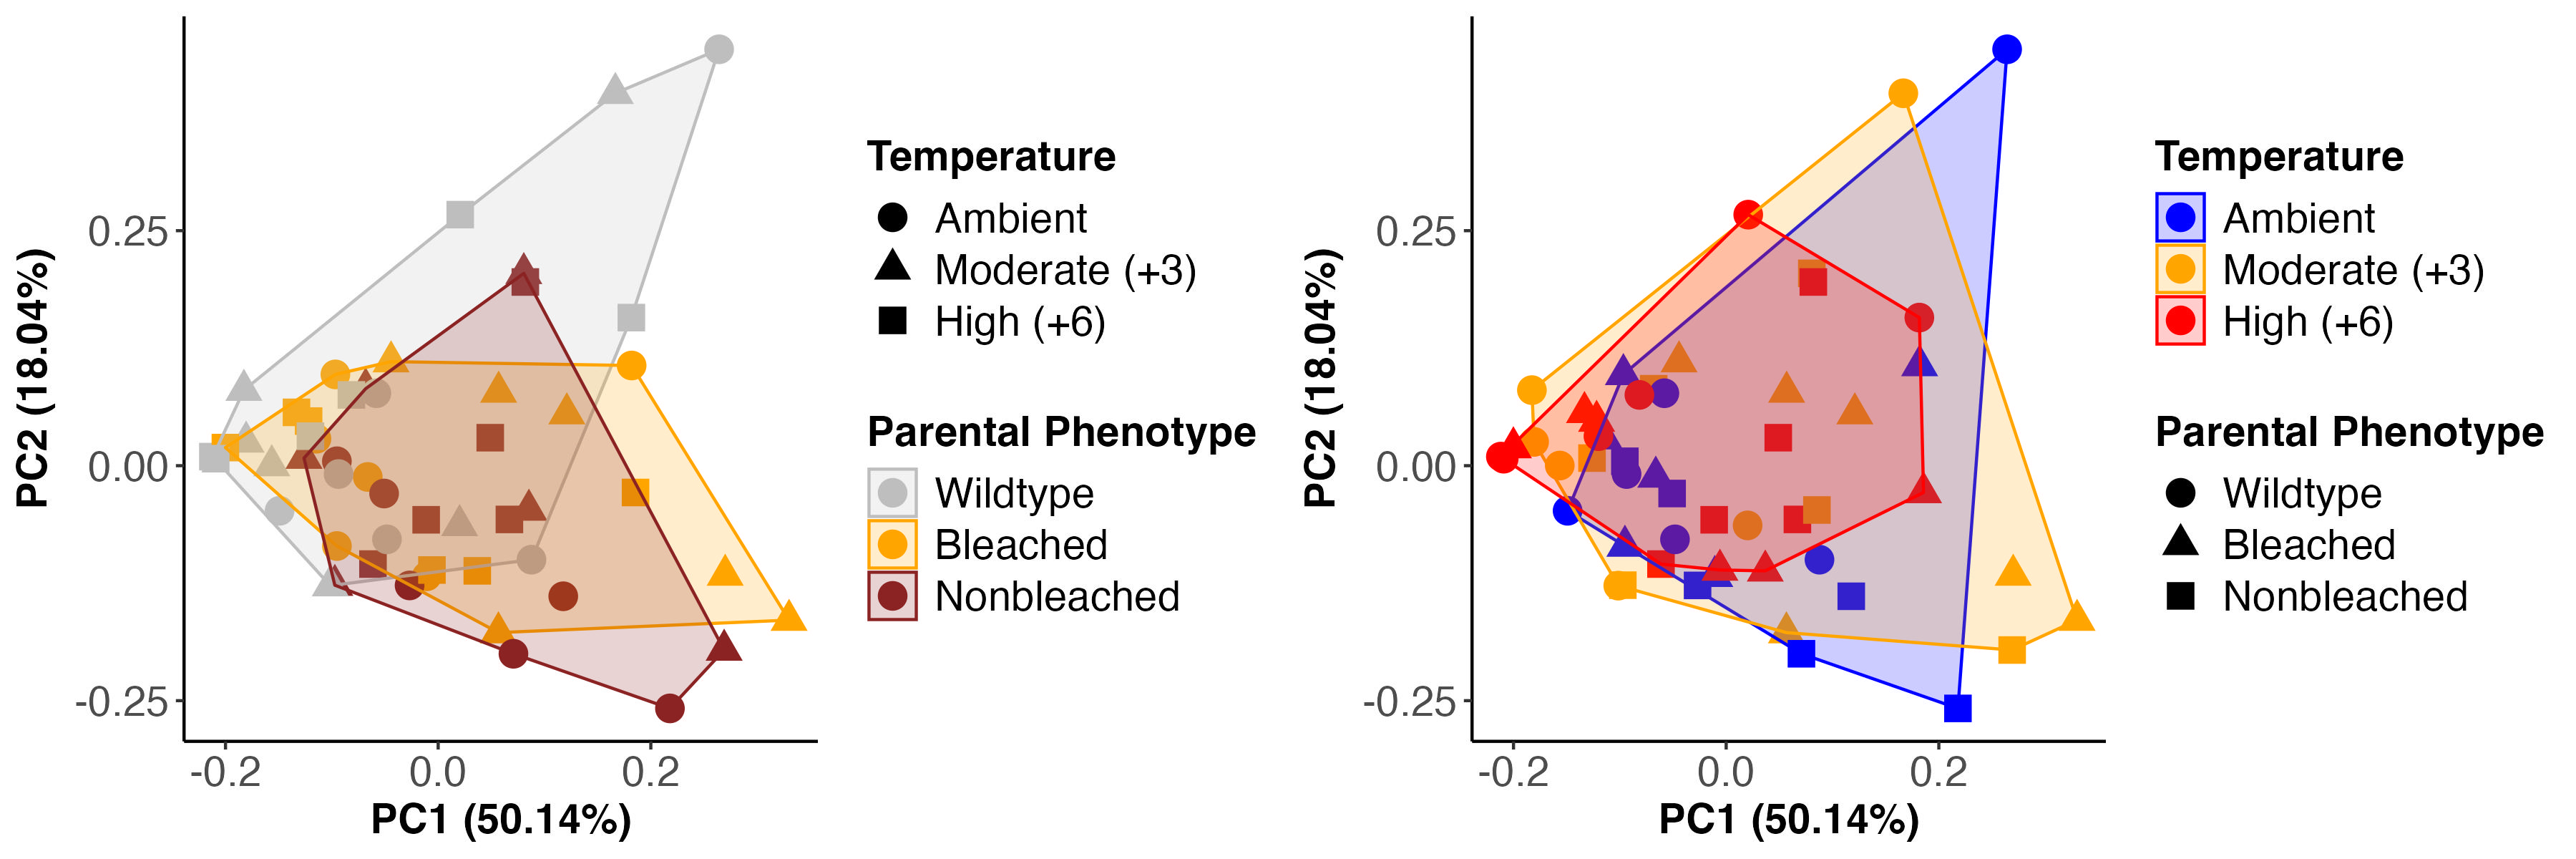 PC2 (18.04%)
0.25
0.00
-0.25
-0.2
0.0
0.2
PC1 (50.14%)
Temperature
Ambient
Moderate (+3)
High (+6)
Parental Phenotype
Wildtype
Bleached
Nonbleached
PC2 (18.04%)
0.25
0.00
-0.25
-0.2
0.0
0.2
PC1 (50.14%)
Temperature
Ambient
Moderate (+3)
High (+6)
Parental Phenotype
Wildtype
Bleached
Nonbleached